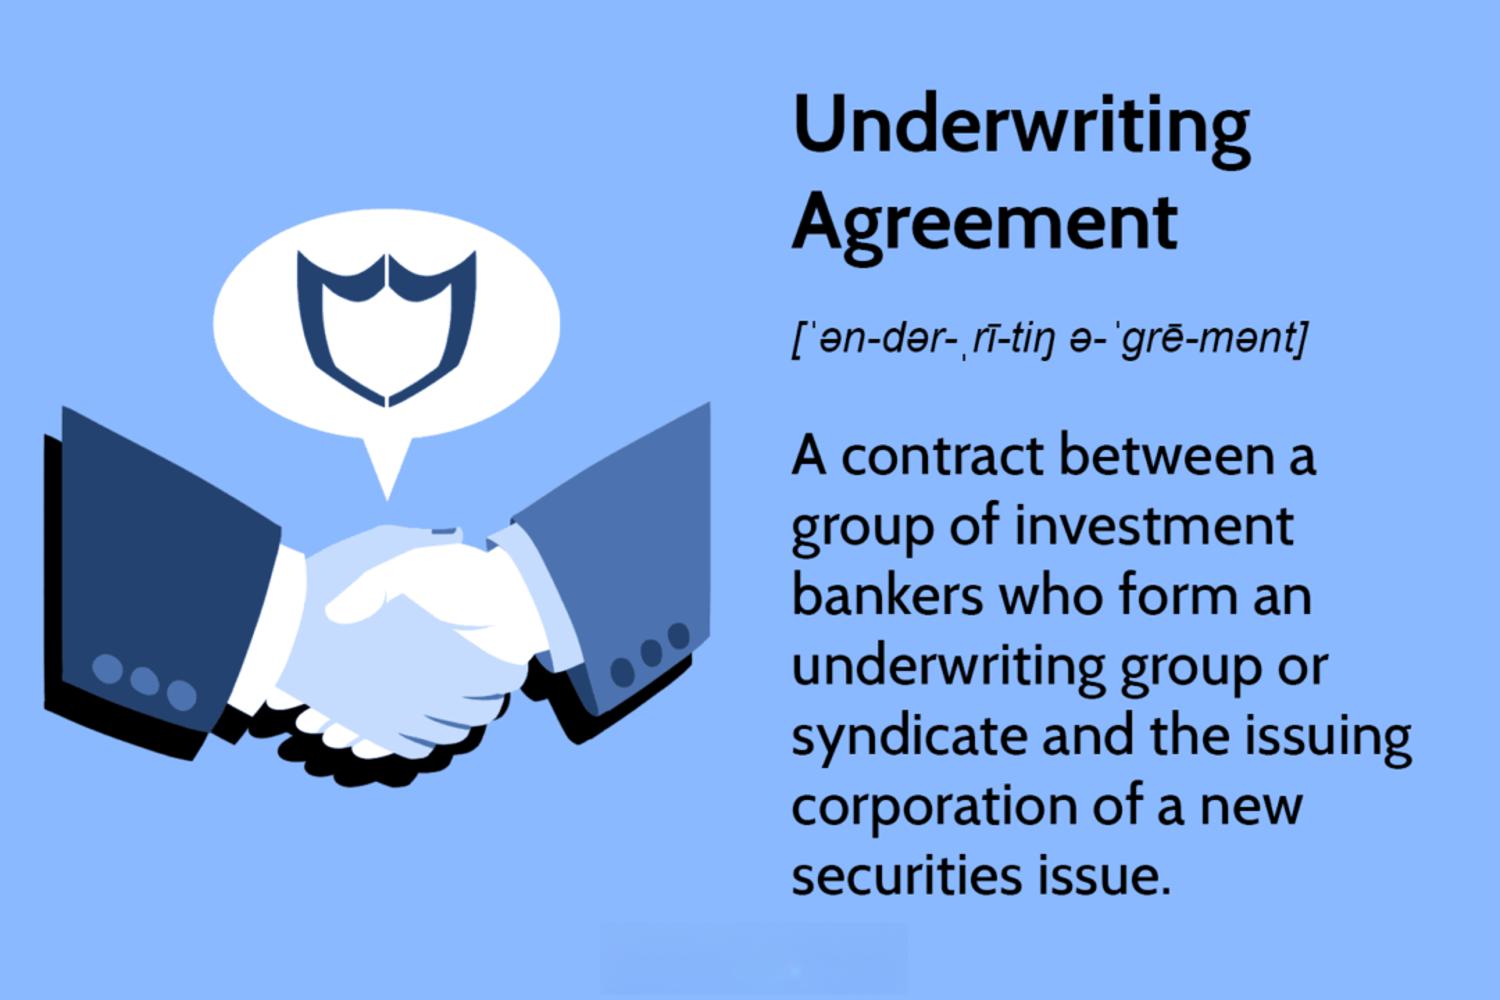 Underwriting
Agreement
[ˈən-dər-ˌrī-tiŋ ə-ˈgrē-mənt]
A contract between a
group of investment
bankers who form an
underwriting group or
syndicate and the issuing
corporation of a new
securities issue.